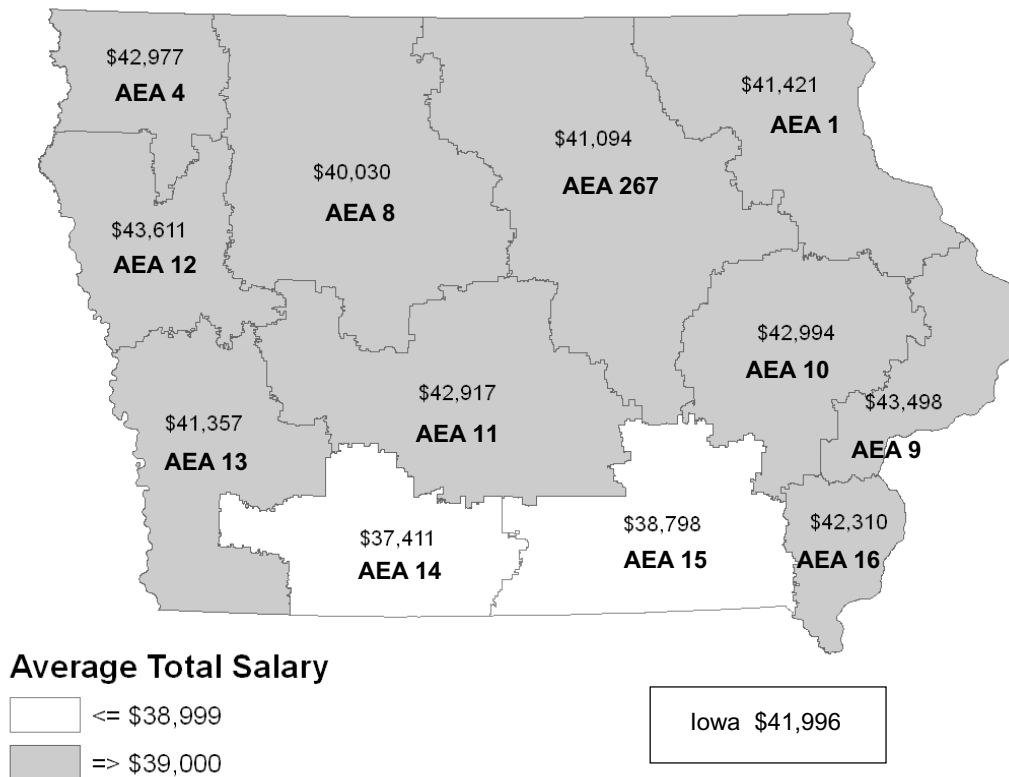 $42,977
AEA 4
$41,421
AEA 1
$41,094
AEA 267
$40,030
AEA 8
$43,611
AEA 12
$42,994
AEA 10
$42,917
AEA 11
$43,498
AEA 9
$41,357
AEA 13
$42,310
AEA 16
$38,798
AEA 15
$37,411
AEA 14
Average Total Salary
<= $38,999
=> $39,000
Iowa $41,996